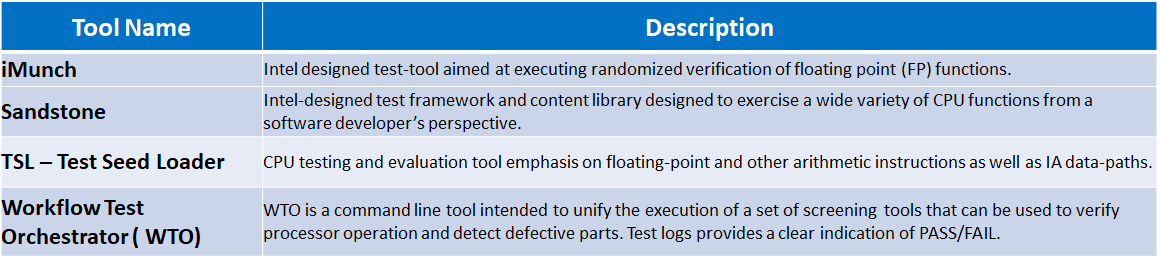 Tool Name
Description
iMunch
Intel designed test-tool aimed at executing randomized verification of floating point (FP) functions.
Sandstone
Intel-designed test framework and content library designed to exercise a wide variety of CPU functions from a
software developer's perspective.
TSL – Test Seed Loader
CPU testing and evaluation tool emphasis on floating-point and other arithmetic instructions as well as IA data-paths.
Workflow Test
Orchestrator ( WTO)
WTO is a command line tool intended to unify the execution of a set of screening tools that can be used to verify
processor operation and detect defective parts. Test logs provides a clear indication of PASS/FAIL.